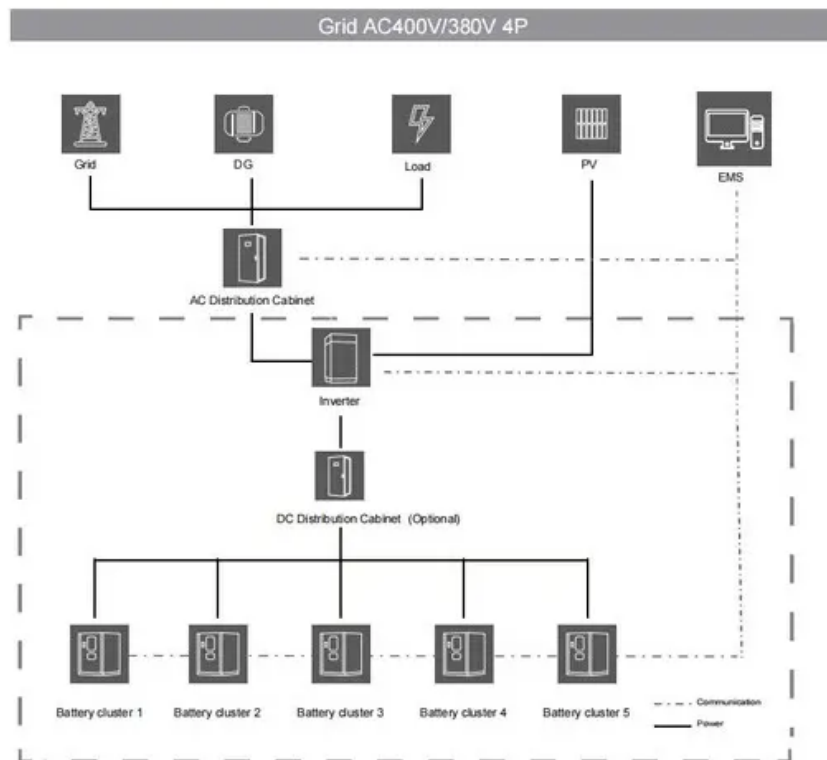 Grid AC400V/380V 4P
Grid
DG
Load
PV
EMS
AC Distribution Cabinet
Inverter
DC Distribution Cabinet (Optional)
Battery cluster 1
Battery cluster 2
Battery cluster 3
Battery cluster 4
Battery cluster 5
Communication
Power